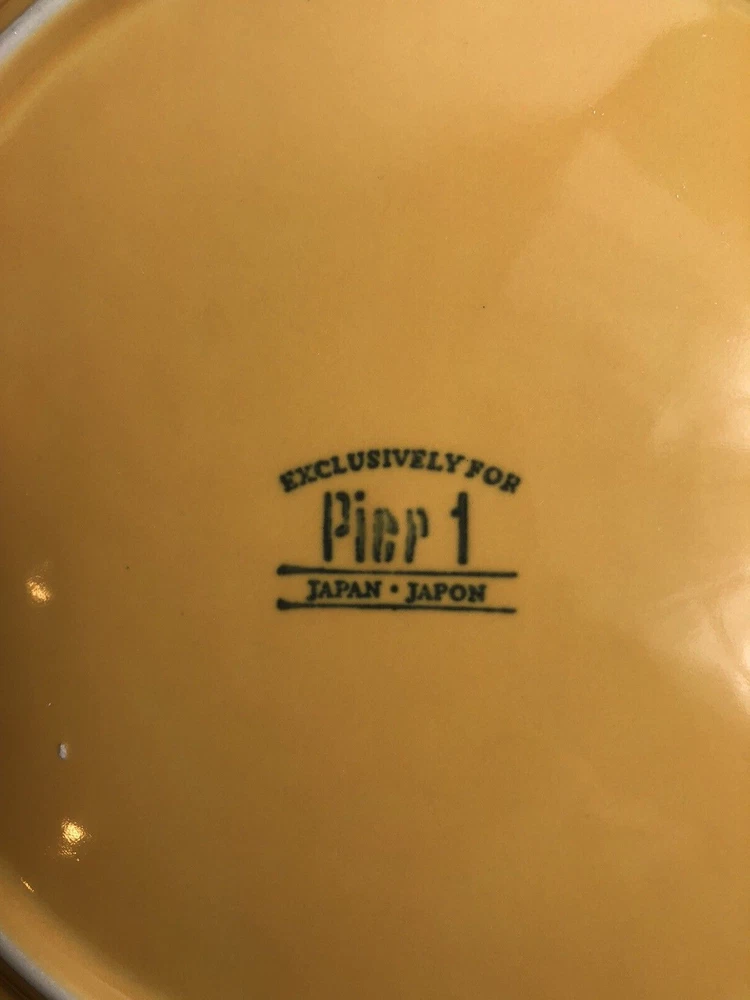 EXCLUSIVELY FOR
Pier 1
JAPAN · JAPON